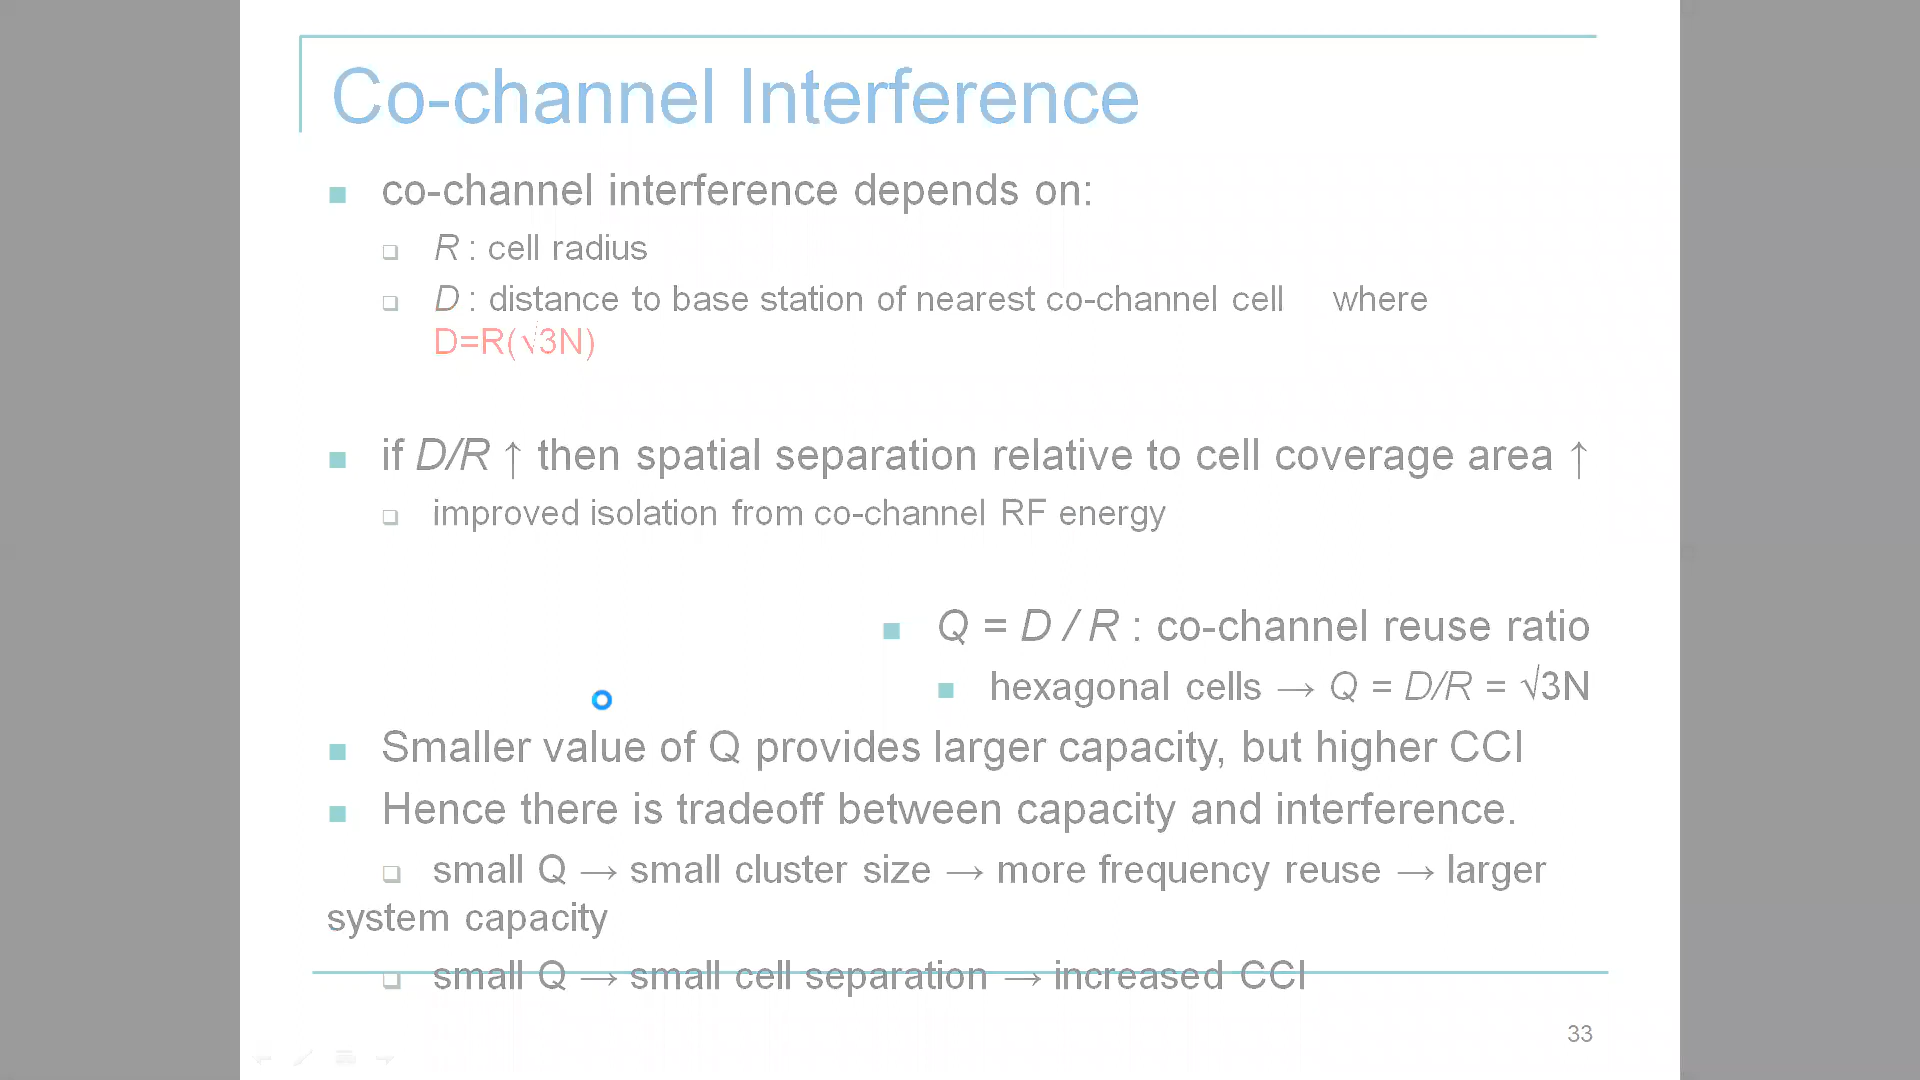 Co-channel Interference
co-channel interference depends on:
R : cell radius
D : distance to base station of nearest co-channel cell where
D=R(√3N)
if D/R ↑ then spatial separation relative to cell coverage area ↑
improved isolation from co-channel RF energy
Q = D / R : co-channel reuse ratio
hexagonal cells → Q = D/R = √3N
Smaller value of Q provides larger capacity, but higher CCI
Hence there is tradeoff between capacity and interference.
small Q → small cluster size → more frequency reuse → larger
system capacity
small Q → small cell separation → increased CCI
33